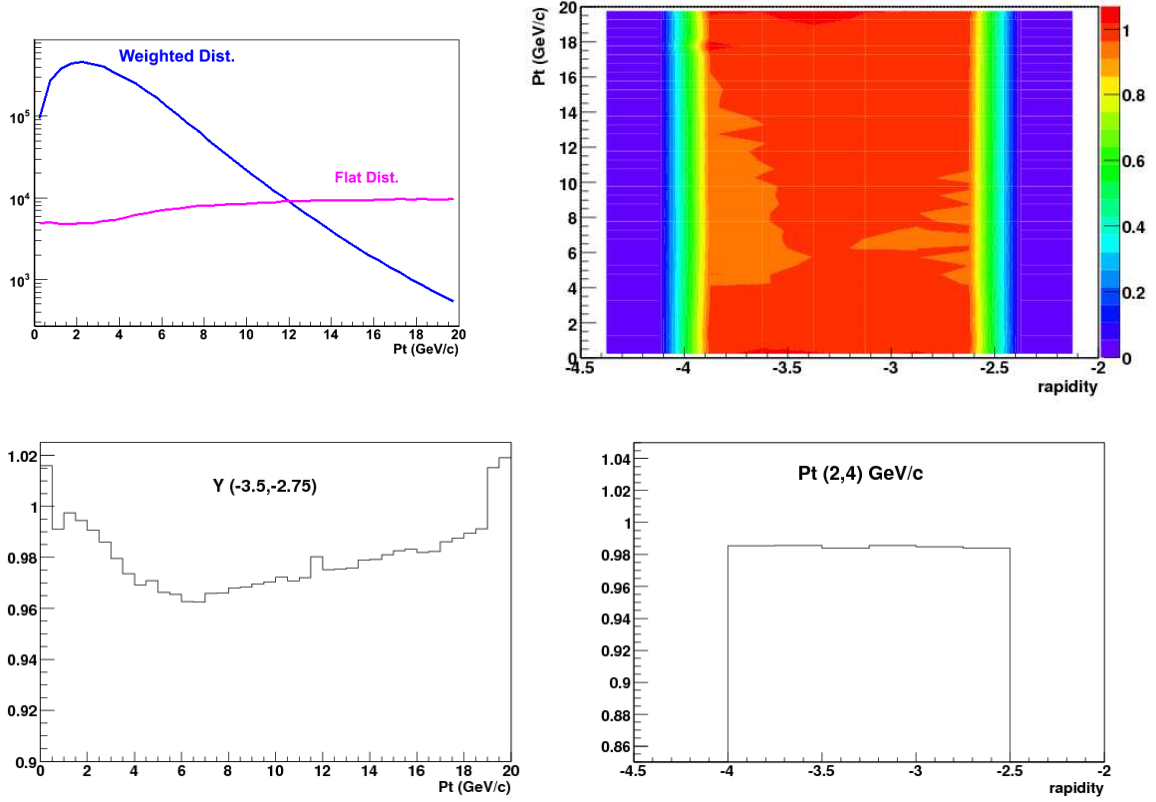 Weighted Dist.
Flat Dist.
10^5
10^4
10^3
0 2 4 6 8 10 12 14 16 18 20
Pt (GeV/c)
Pt (GeV/c)
20
18
16
14
12
10
8
6
4
2
0
-4.5 -4 -3.5 -3 -2.5 -2
rapidity
1
0.8
0.6
0.4
0.2
0
Y (-3.5,-2.75)
1.02
1
0.98
0.96
0.94
0.92
0.9
0 2 4 6 8 10 12 14 16 18 20
Pt (GeV/c)
Pt (2,4) GeV/c
1.04
1.02
1
0.98
0.96
0.94
0.92
0.9
0.88
0.86
-4.5 -4 -3.5 -3 -2.5 -2
rapidity